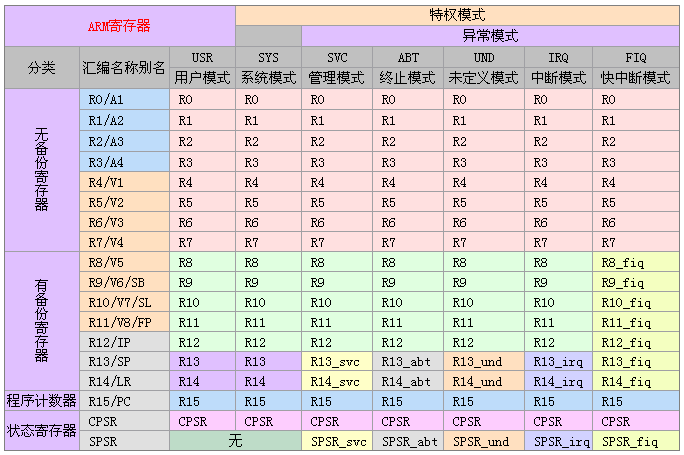 ARM寄存器 特权模式
异常模式
分类 汇编名称别名 USR SYS SVC ABT UND IRQ FIQ
用户模式 系统模式 管理模式 终止模式 未定义模式 中断模式 快中断模式
无备份寄存器 R0/A1 R0 R0 R0 R0 R0 R0 R0
R1/A2 R1 R1 R1 R1 R1 R1 R1
R2/A3 R2 R2 R2 R2 R2 R2 R2
R3/A4 R3 R3 R3 R3 R3 R3 R3
R4/V1 R4 R4 R4 R4 R4 R4 R4
R5/V2 R5 R5 R5 R5 R5 R5 R5
R6/V3 R6 R6 R6 R6 R6 R6 R6
R7/V4 R7 R7 R7 R7 R7 R7 R7
有备份寄存器 R8/V5 R8 R8 R8 R8 R8 R8 R8_fiq
R9/V6/SB R9 R9 R9 R9 R9 R9 R9_fiq
R10/V7/SL R10 R10 R10 R10 R10 R10 R10_fiq
R11/V8/FP R11 R11 R11 R11 R11 R11 R11_fiq
R12/IP R12 R12 R12 R12 R12 R12 R12_fiq
R13/SP R13 R13 R13_svc R13_abt R13_und R13_irq R13_fiq
R14/LR R14 R14 R14_svc R14_abt R14_und R14_irq R14_fiq
程序计数器 R15/PC R15 R15 R15 R15 R15 R15 R15
状态寄存器 CPSR CPSR CPSR CPSR CPSR CPSR CPSR CPSR
SPSR 无 SPSR_svc SPSR_abt SPSR_und SPSR_irq SPSR_fiq